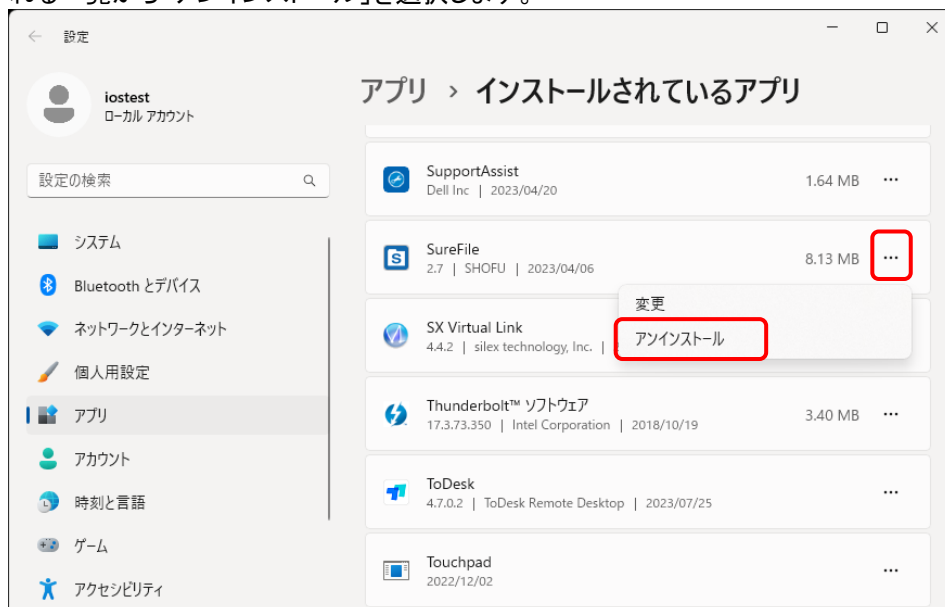 設定
iostest
ローカル アカウント
アプリ › インストールされているアプリ
設定の検索
SupportAssist
Dell Inc | 2023/04/20
1.64 MB
システム
SureFile
2.7 | SHOFU | 2023/04/06
8.13 MB
Bluetooth とデバイス
変更
ネットワークとインターネット
SX Virtual Link
4.4.2 | silex technology, Inc. |
アンインストール
個人用設定
アプリ
Thunderbolt™ ソフトウェア
17.3.73.350 | Intel Corporation | 2018/10/19
3.40 MB
アカウント
時刻と言語
ToDesk
4.7.0.2 | ToDesk Remote Desktop | 2023/07/25
ゲーム
Touchpad
2022/12/02
アクセシビリティ